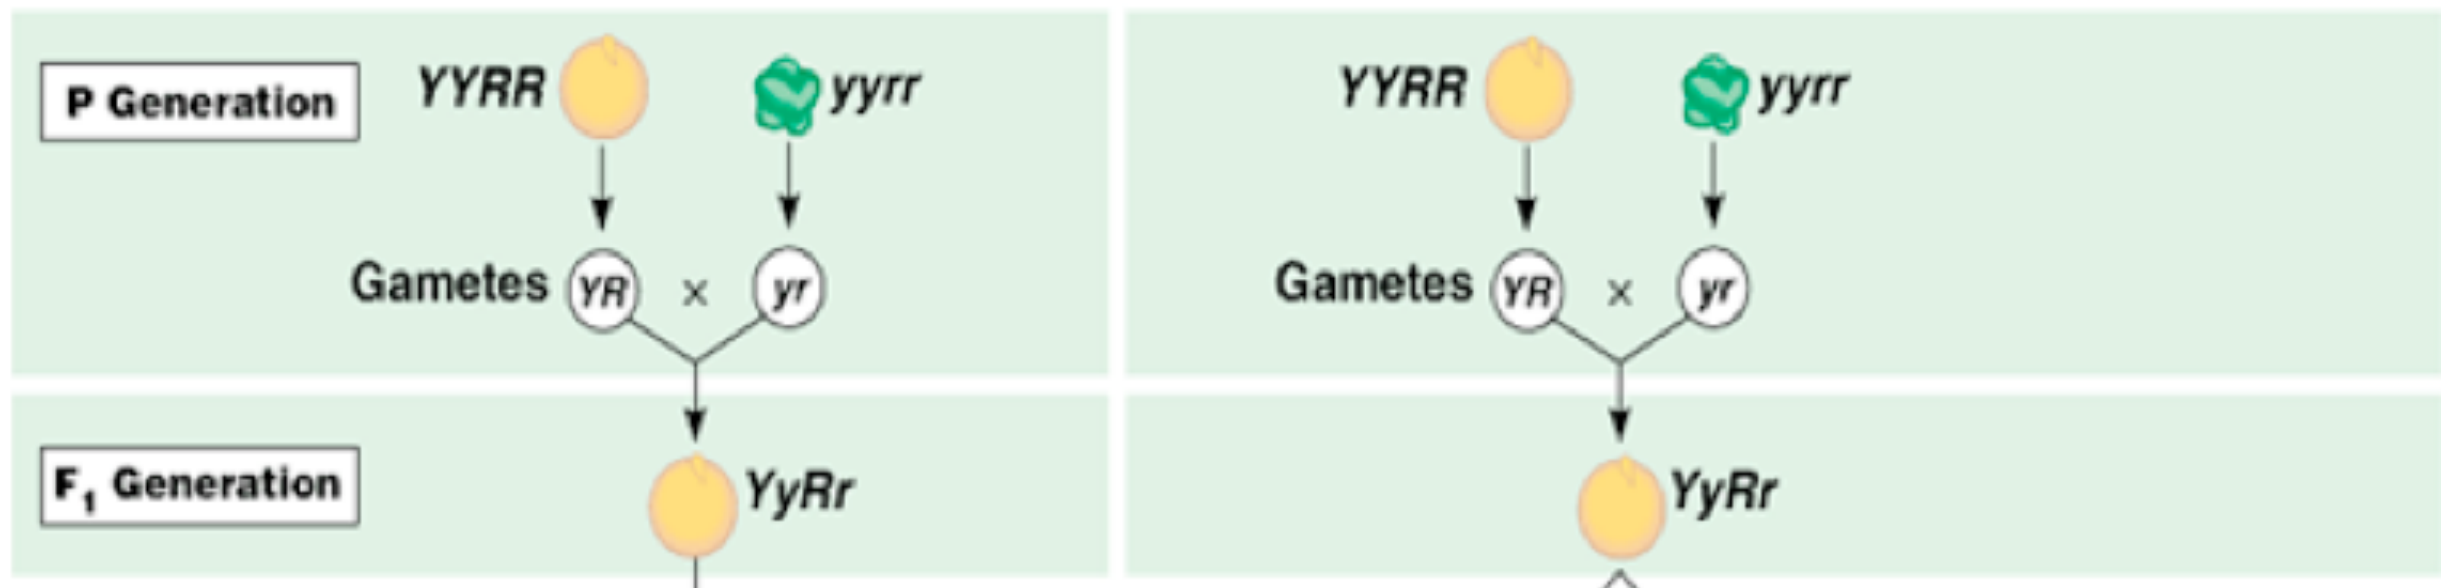 P Generation
YYRR
yyrr
Gametes
YR
×
yr
F1 Generation
YyRr
YYRR
yyrr
Gametes
YR
×
yr
YyRr